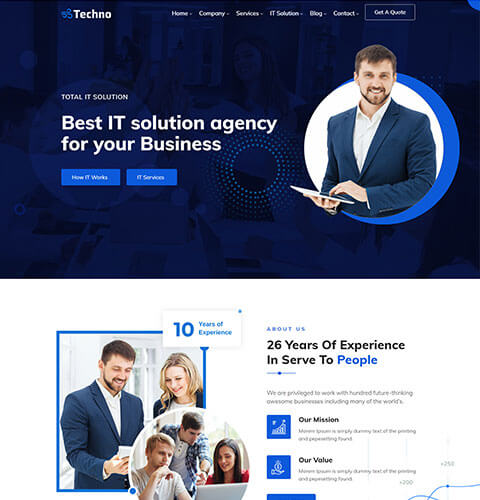 Techno
Home
Company
Services
IT Solution
Blog
Contact
Get A Quote
TOTAL IT SOLUTION
Best IT solution agency
for your Business
How IT Works
IT Services
10
Years of
Experience
ABOUT US
26 Years Of Experience
In Serve To People
We are privileged to work with hundred future-thinking
awesome businesses including many of the world's.
Our Mission
Morem Ipsum is simply dummy text of the printing
and pepesetting found.
Our Value
Morem Ipsum is simply dummy text of the printing
and pepesetting found.
+250
+200